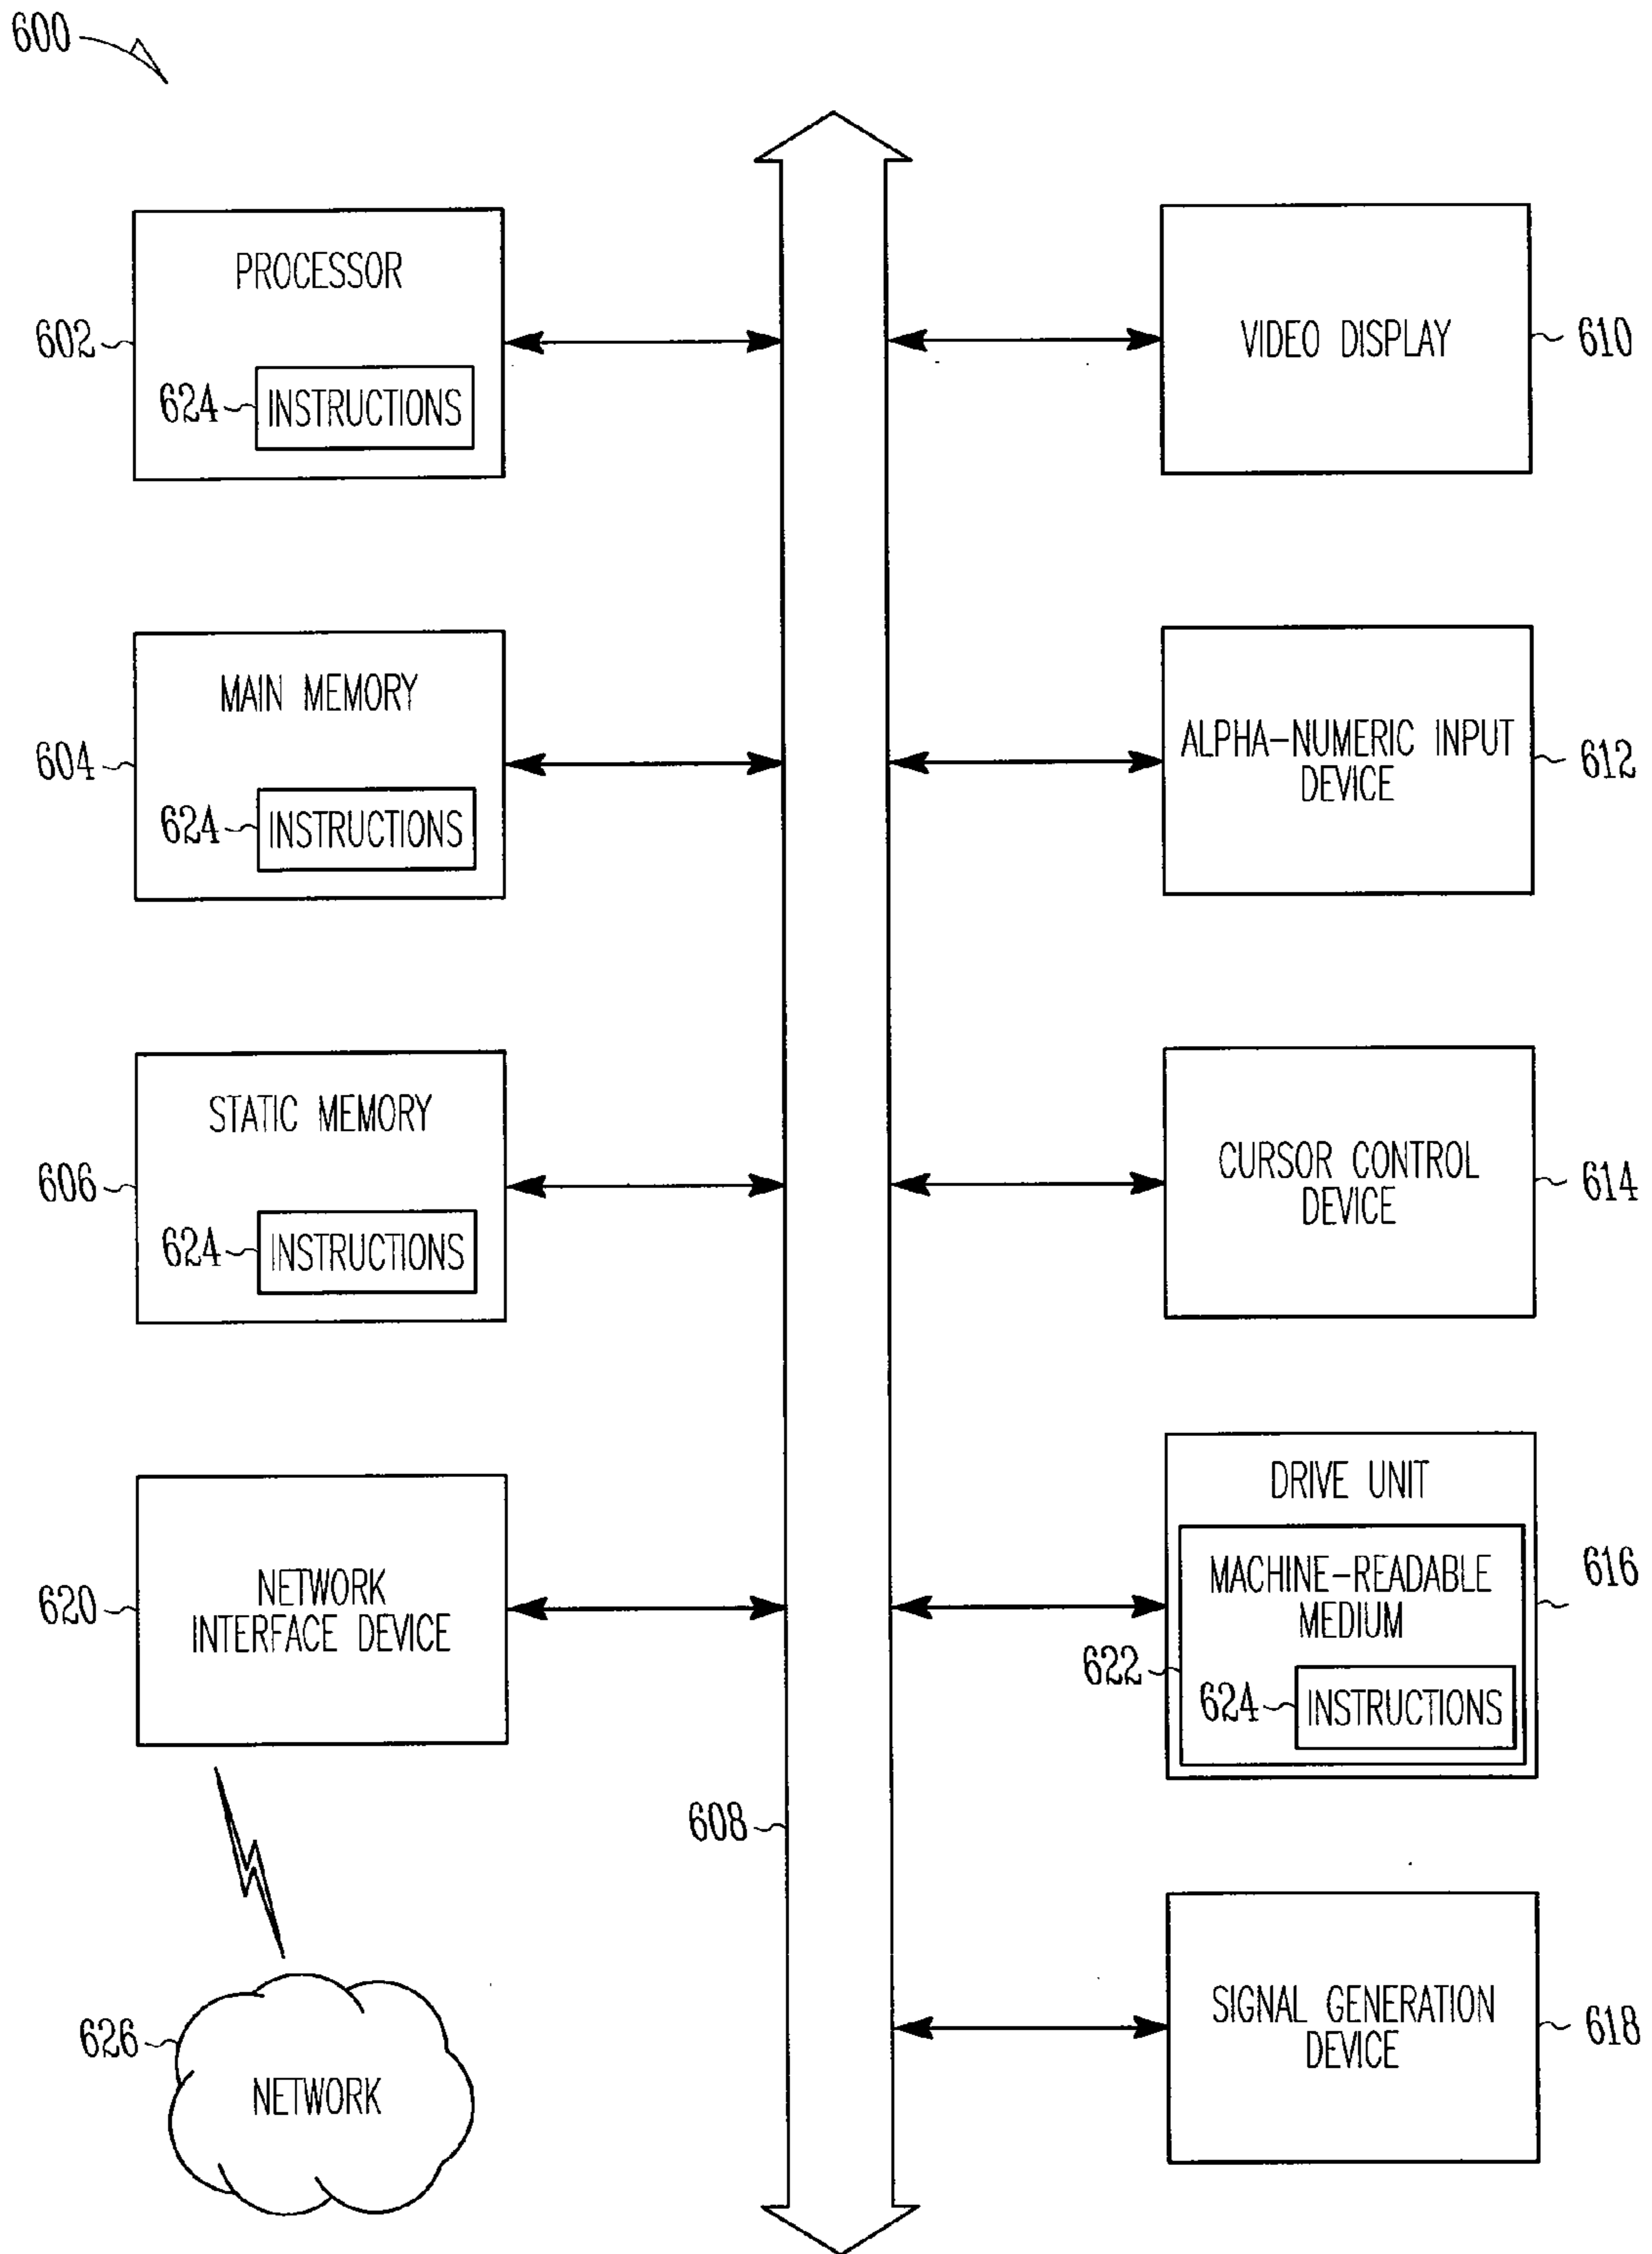 600
PROCESSOR
602
624
INSTRUCTIONS
MAIN MEMORY
604
624
INSTRUCTIONS
STATIC MEMORY
606
624
INSTRUCTIONS
NETWORK
INTERFACE DEVICE
620
608
626
NETWORK
VIDEO DISPLAY
610
ALPHA-NUMERIC INPUT
DEVICE
612
CURSOR CONTROL
DEVICE
614
DRIVE UNIT
MACHINE-READABLE
MEDIUM
616
622
624
INSTRUCTIONS
SIGNAL GENERATION
DEVICE
618